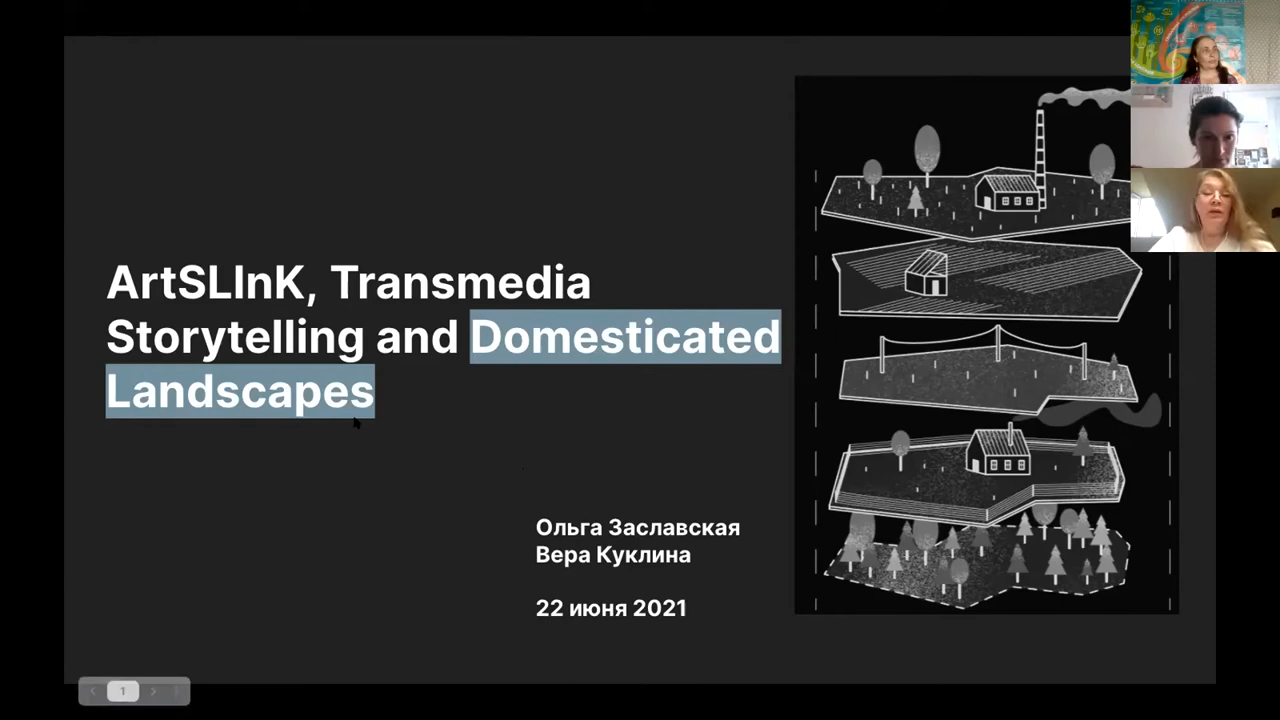 ArtSLInK, Transmedia
Storytelling and Domesticated
Landscapes
Ольга Заславская
Вера Куклина
22 июня 2021
1